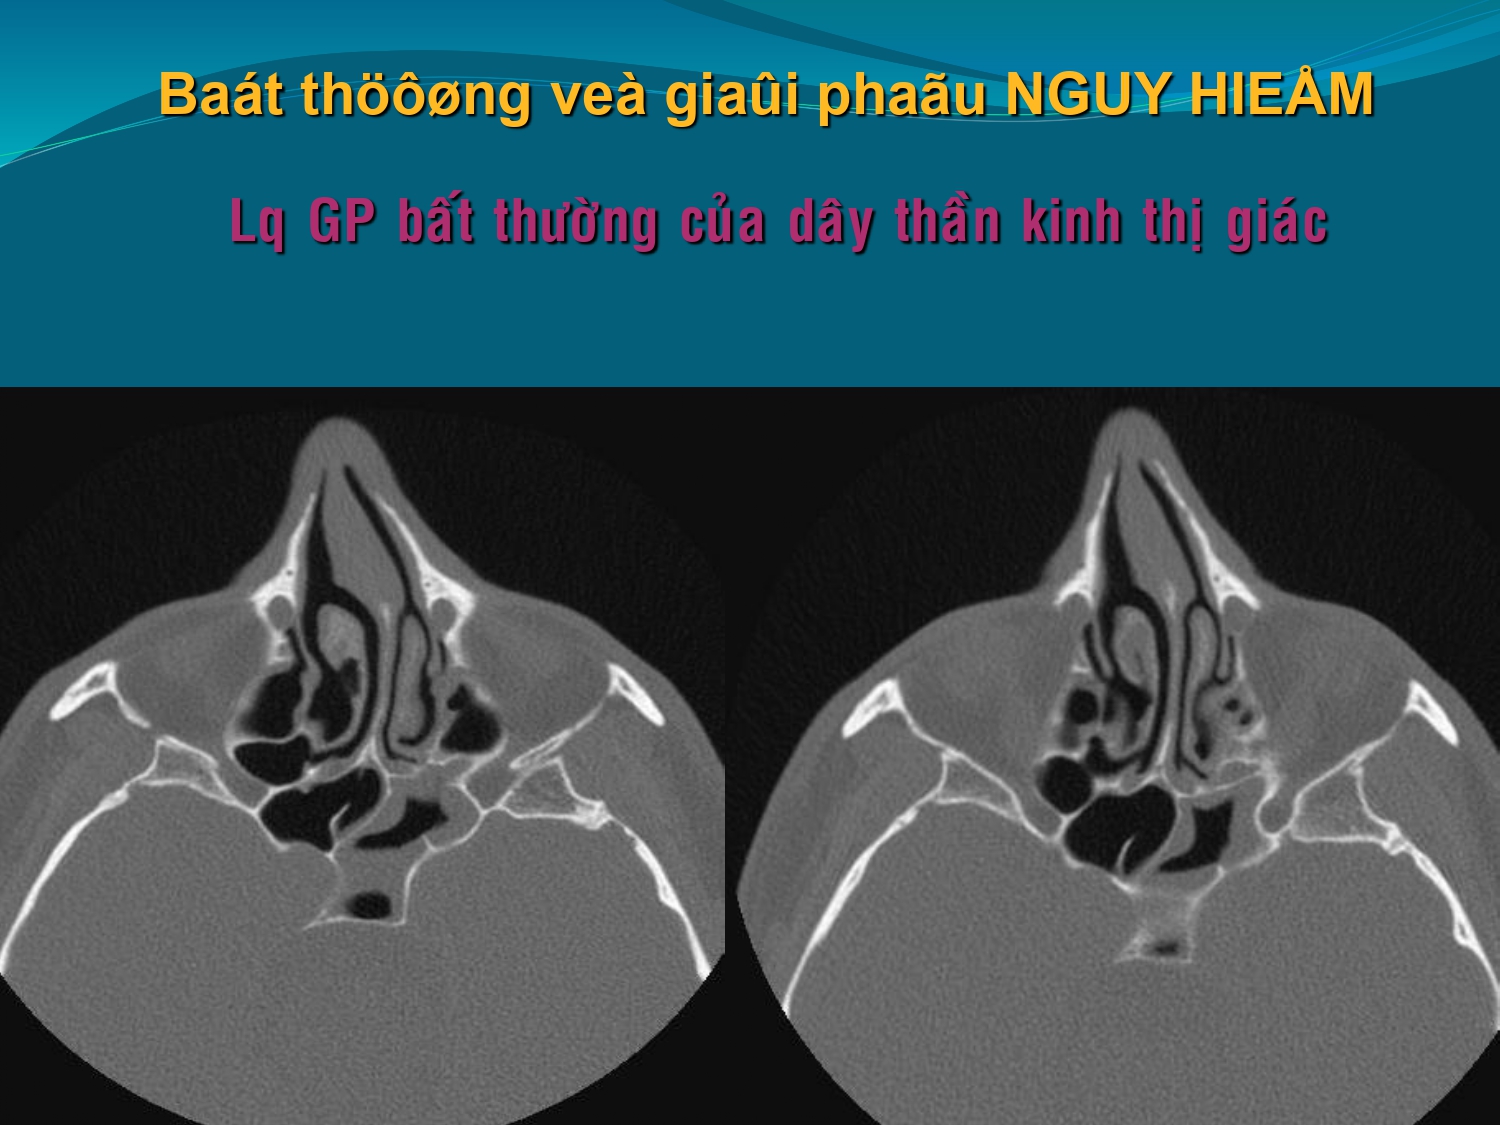 Baát thöôøng veà giaûi phaãu NGUY HIEÅM
Lq GP bất thường của dây thần kinh thị giác